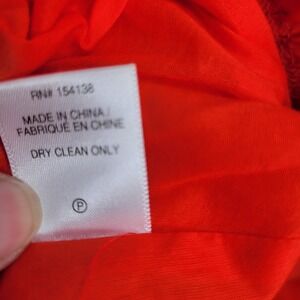 RN# 154138
MADE IN CHINA /
FABRIQUÉ EN CHINE
DRY CLEAN ONLY
P